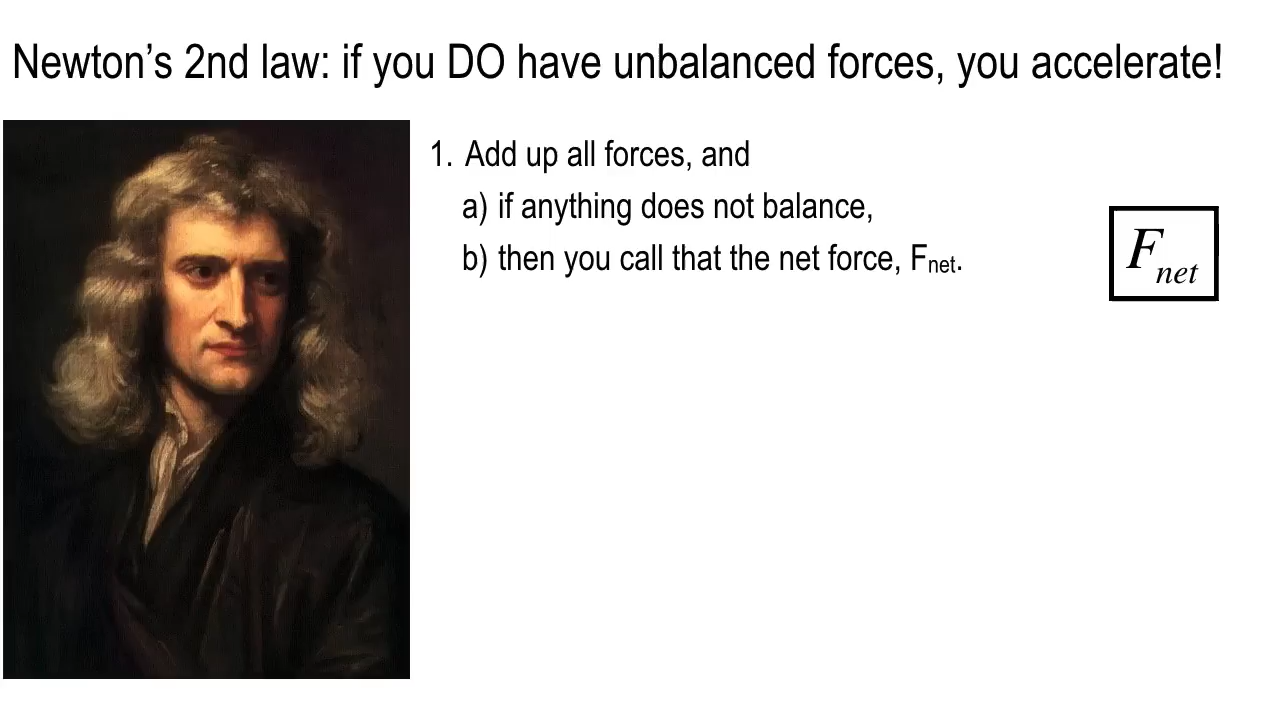 Newton’s 2nd law: if you DO have unbalanced forces, you accelerate!
1. Add up all forces, and
a) if anything does not balance,
b) then you call that the net force, Fnet.
Fnet